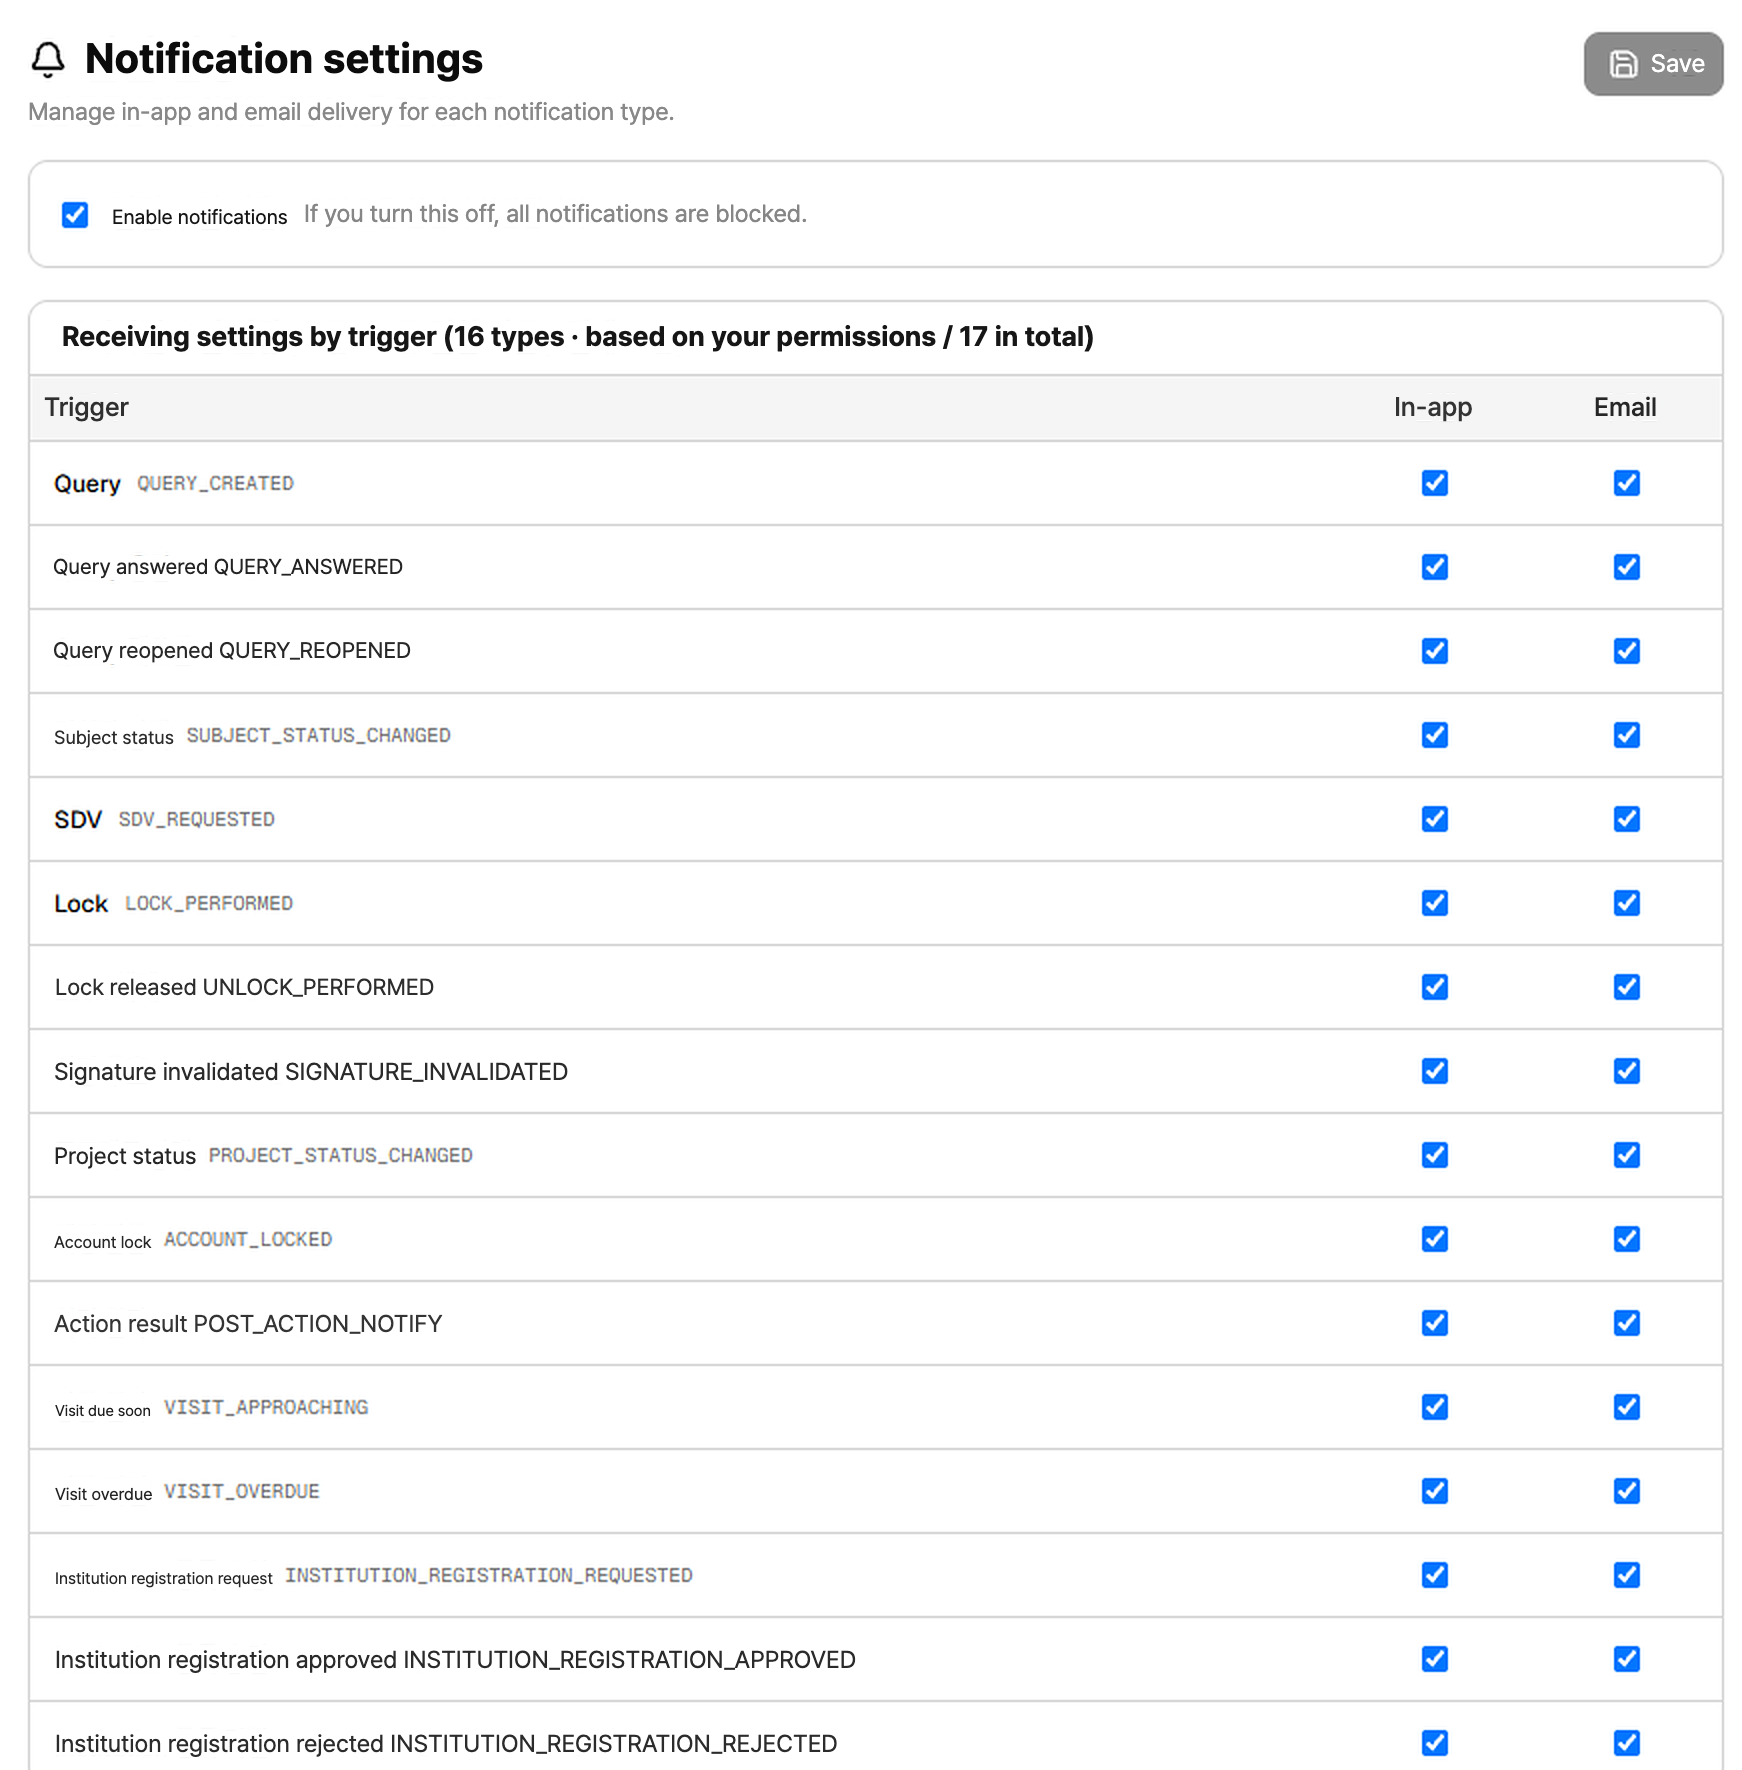 Notification settings
Save
Manage in-app and email delivery for each notification type.
Enable notifications If you turn this off, all notifications are blocked.
Receiving settings by trigger (16 types · based on your permissions / 17 in total)
Trigger In-app Email
Query QUERY_CREATED
Query answered QUERY_ANSWERED
Query reopened QUERY_REOPENED
Subject status SUBJECT_STATUS_CHANGED
SDV SDV_REQUESTED
Lock LOCK_PERFORMED
Lock released UNLOCK_PERFORMED
Signature invalidated SIGNATURE_INVALIDATED
Project status PROJECT_STATUS_CHANGED
Account lock ACCOUNT_LOCKED
Action result POST_ACTION_NOTIFY
Visit due soon VISIT_APPROACHING
Visit overdue VISIT_OVERDUE
Institution registration request INSTITUTION_REGISTRATION_REQUESTED
Institution registration approved INSTITUTION_REGISTRATION_APPROVED
Institution registration rejected INSTITUTION_REGISTRATION_REJECTED